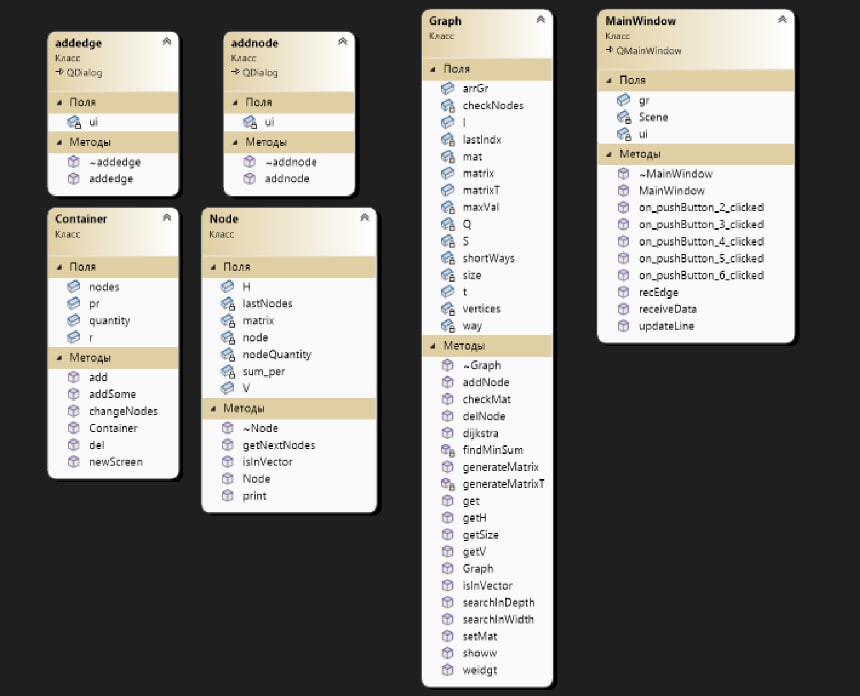 addedge
Класс
QDialog
Поля
ui
Методы
~addedge
addedge
addnode
Класс
QDialog
Поля
ui
Методы
~addnode
addnode
Container
Класс
Поля
nodes
pr
quantity
r
Методы
add
addSome
changeNodes
Container
del
newScreen
Node
Класс
Поля
H
lastNodes
matrix
node
nodeQuantity
sum_per
V
Методы
~Node
getNextNodes
isInVector
Node
print
Graph
Класс
Поля
arrGr
checkNodes
l
lastIndx
mat
matrix
matrixT
maxVal
Q
S
shortWays
size
t
vertices
way
Методы
~Graph
addNode
checkMat
delNode
dijkstra
findMinSum
generateMatrix
generateMatrixT
get
getH
getSize
getV
Graph
isInVector
searchInDepth
searchInWidth
setMat
showw
weidgt
MainWindow
Класс
QMainWindow
Поля
gr
Scene
ui
Методы
~MainWindow
MainWindow
on_pushButton_2_clicked
on_pushButton_3_clicked
on_pushButton_4_clicked
on_pushButton_5_clicked
on_pushButton_6_clicked
recEdge
receiveData
updateLine